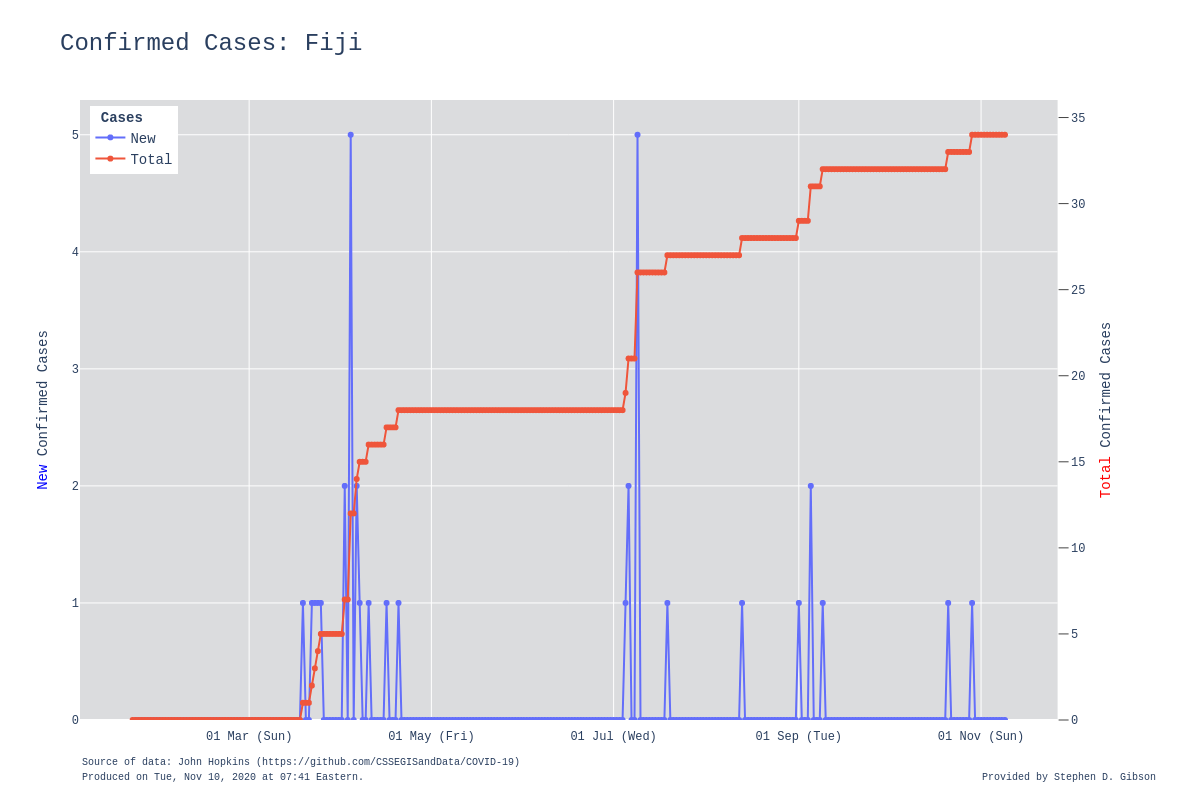 Confirmed Cases: Fiji
Cases
New
Total
5
4
3
2
1
0
New Confirmed Cases
35
30
25
20
15
10
5
0
Total Confirmed Cases
01 Mar (Sun)
01 May (Fri)
01 Jul (Wed)
01 Sep (Tue)
01 Nov (Sun)
Source of data: John Hopkins (https://github.com/CSSEGISandData/COVID-19)
Produced on Tue, Nov 10, 2020 at 07:41 Eastern.
Provided by Stephen D. Gibson